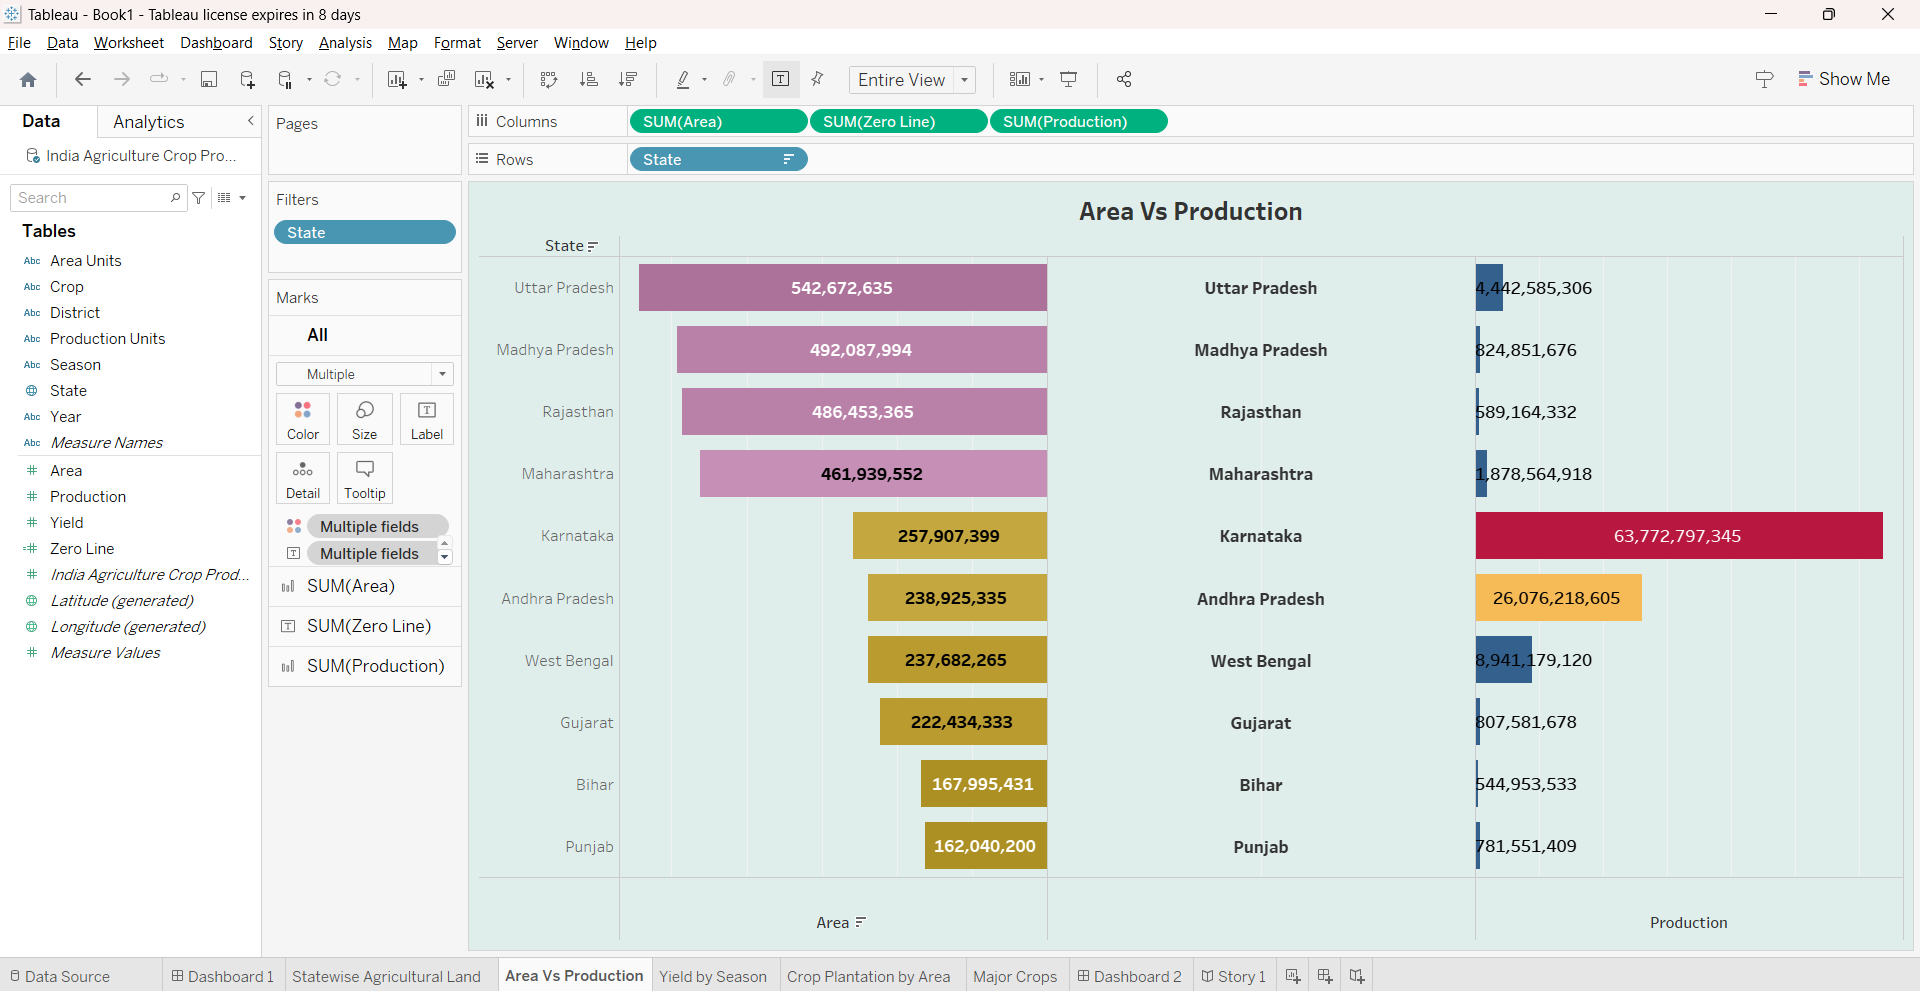 Tableau - Book1 - Tableau license expires in 8 days
File Data Worksheet Dashboard Story Analysis Map Format Server Window Help
Entire View
Show Me
Data Analytics
India Agriculture Crop Pro...
Search
Tables
Abc Area Units
Abc Crop
Abc District
Abc Production Units
Abc Season
State
Abc Year
Abc Measure Names
# Area
# Production
# Yield
=# Zero Line
# India Agriculture Crop Prod...
Latitude (generated)
Longitude (generated)
# Measure Values
Pages
Filters
State
Marks
All
Multiple
Color Size T Label
Detail Tooltip
Multiple fields
T Multiple fields
SUM(Area)
T SUM(Zero Line)
SUM(Production)
Columns SUM(Area) SUM(Zero Line) SUM(Production)
Rows State
Area Vs Production
State
Uttar Pradesh 542,672,635 Uttar Pradesh 4,442,585,306
Madhya Pradesh 492,087,994 Madhya Pradesh 824,851,676
Rajasthan 486,453,365 Rajasthan 589,164,332
Maharashtra 461,939,552 Maharashtra 1,878,564,918
Karnataka 257,907,399 Karnataka 63,772,797,345
Andhra Pradesh 238,925,335 Andhra Pradesh 26,076,218,605
West Bengal 237,682,265 West Bengal 8,941,179,120
Gujarat 222,434,333 Gujarat 807,581,678
Bihar 167,995,431 Bihar 544,953,533
Punjab 162,040,200 Punjab 781,551,409
Area Production
Data Source Dashboard 1 Statewise Agricultural Land Area Vs Production Yield by Season Crop Plantation by Area Major Crops Dashboard 2 Story 1